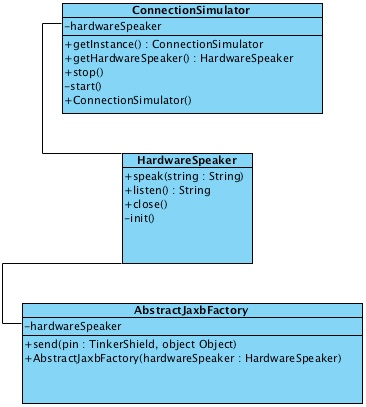 ConnectionSimulator
-hardwareSpeaker
+getInstance() : ConnectionSimulator
+getHardwareSpeaker() : HardwareSpeaker
+stop()
-start()
+ConnectionSimulator()
HardwareSpeaker
+speak(string : String)
+listen() : String
+close()
-init()
AbstractJaxbFactory
-hardwareSpeaker
+send(pin : TinkerShield, object Object)
+AbstractJaxbFactory(hardwareSpeaker : HardwareSpeaker)